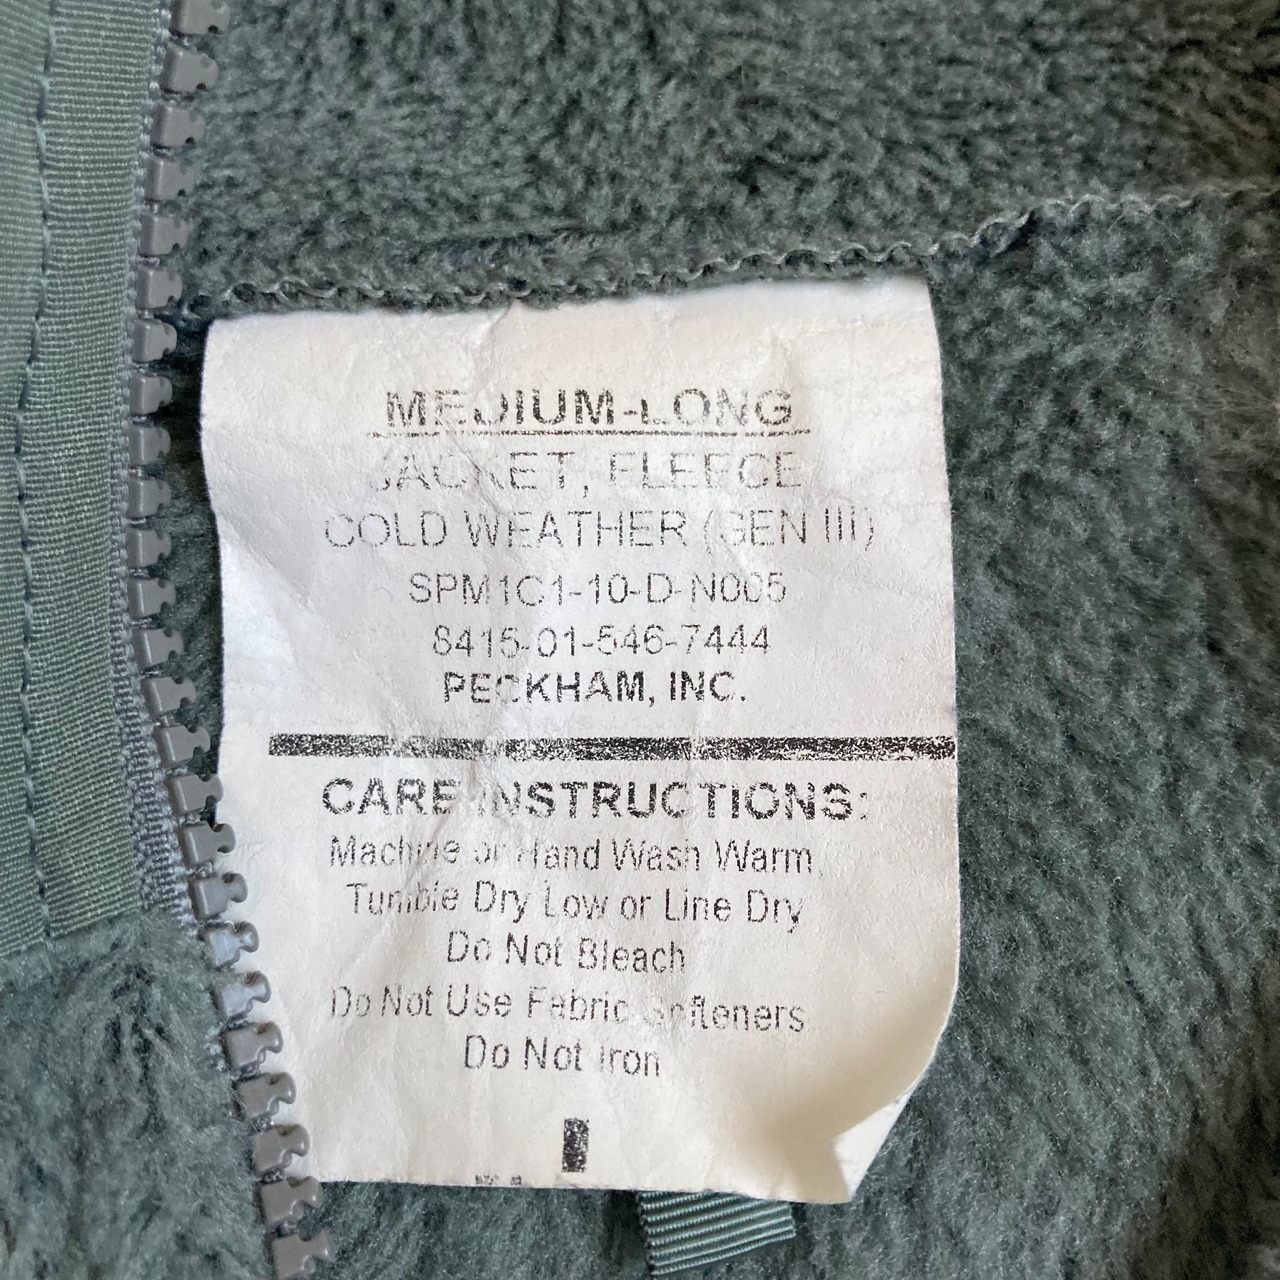 MEDIUM-LONG
JACKET, FLEECE
COLD WEATHER (GEN III)
SPM1C1-10-D-N005
8415-01-546-7444
PECKHAM, INC.
CARE INSTRUCTIONS:
Machine or Hand Wash Warm,
Tumble Dry Low or Line Dry
Do Not Bleach
Do Not Use Fabric Softeners
Do Not Iron